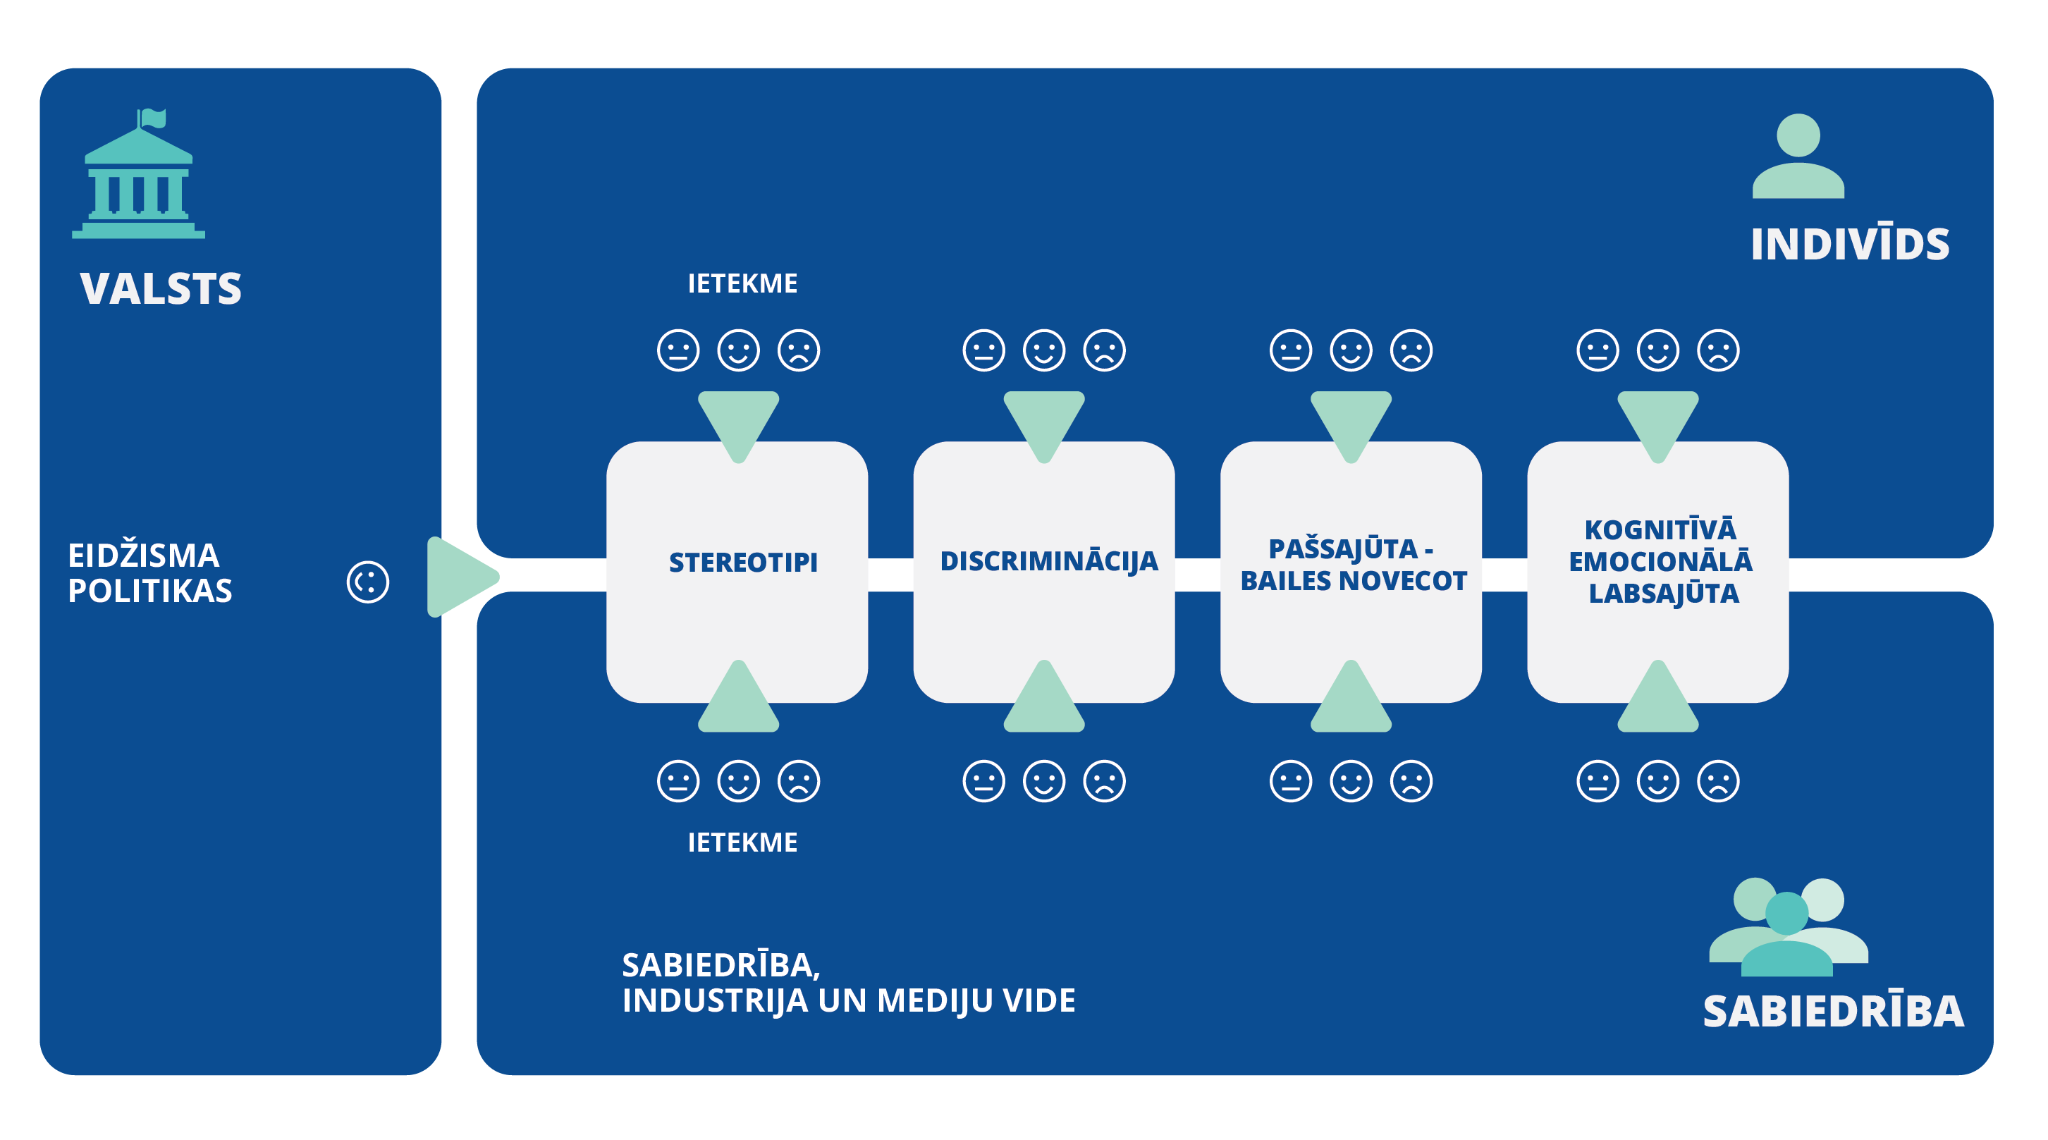 VALSTS
EIDŽISMA
POLITIKAS
INDIVĪDS
IETEKME
STEREOTIPI
DISCRIMINĀCIJA
PAŠSAJŪTA -
BAILES NOVECOT
KOGNITĪVĀ
EMOCIONĀLĀ
LABSAJŪTA
IETEKME
SABIEDRĪBA,
INDUSTRIJA UN MEDIJU VIDE
SABIEDRĪBA